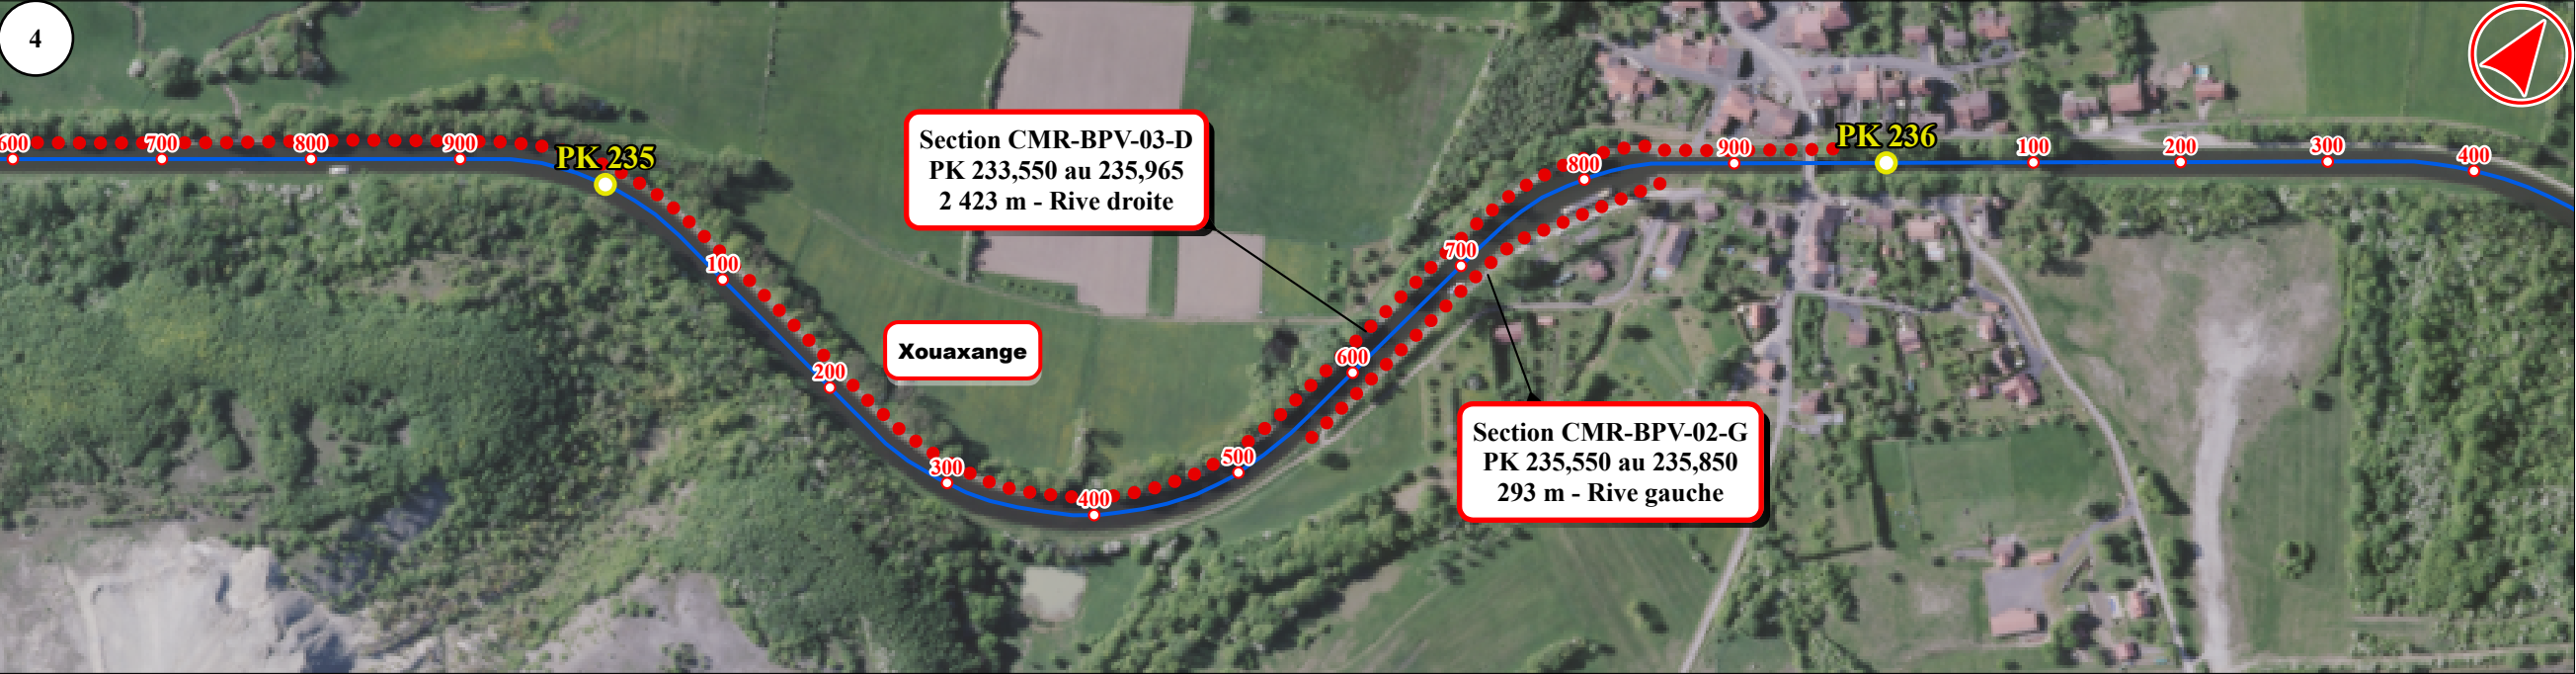 4
600
700
800
900
PK 235
100
200
300
400
500
600
700
800
900
PK 236
100
200
300
400
Section CMR-BPV-03-D
PK 233,550 au 235,965
2 423 m - Rive droite
Xouaxange
Section CMR-BPV-02-G
PK 235,550 au 235,850
293 m - Rive gauche